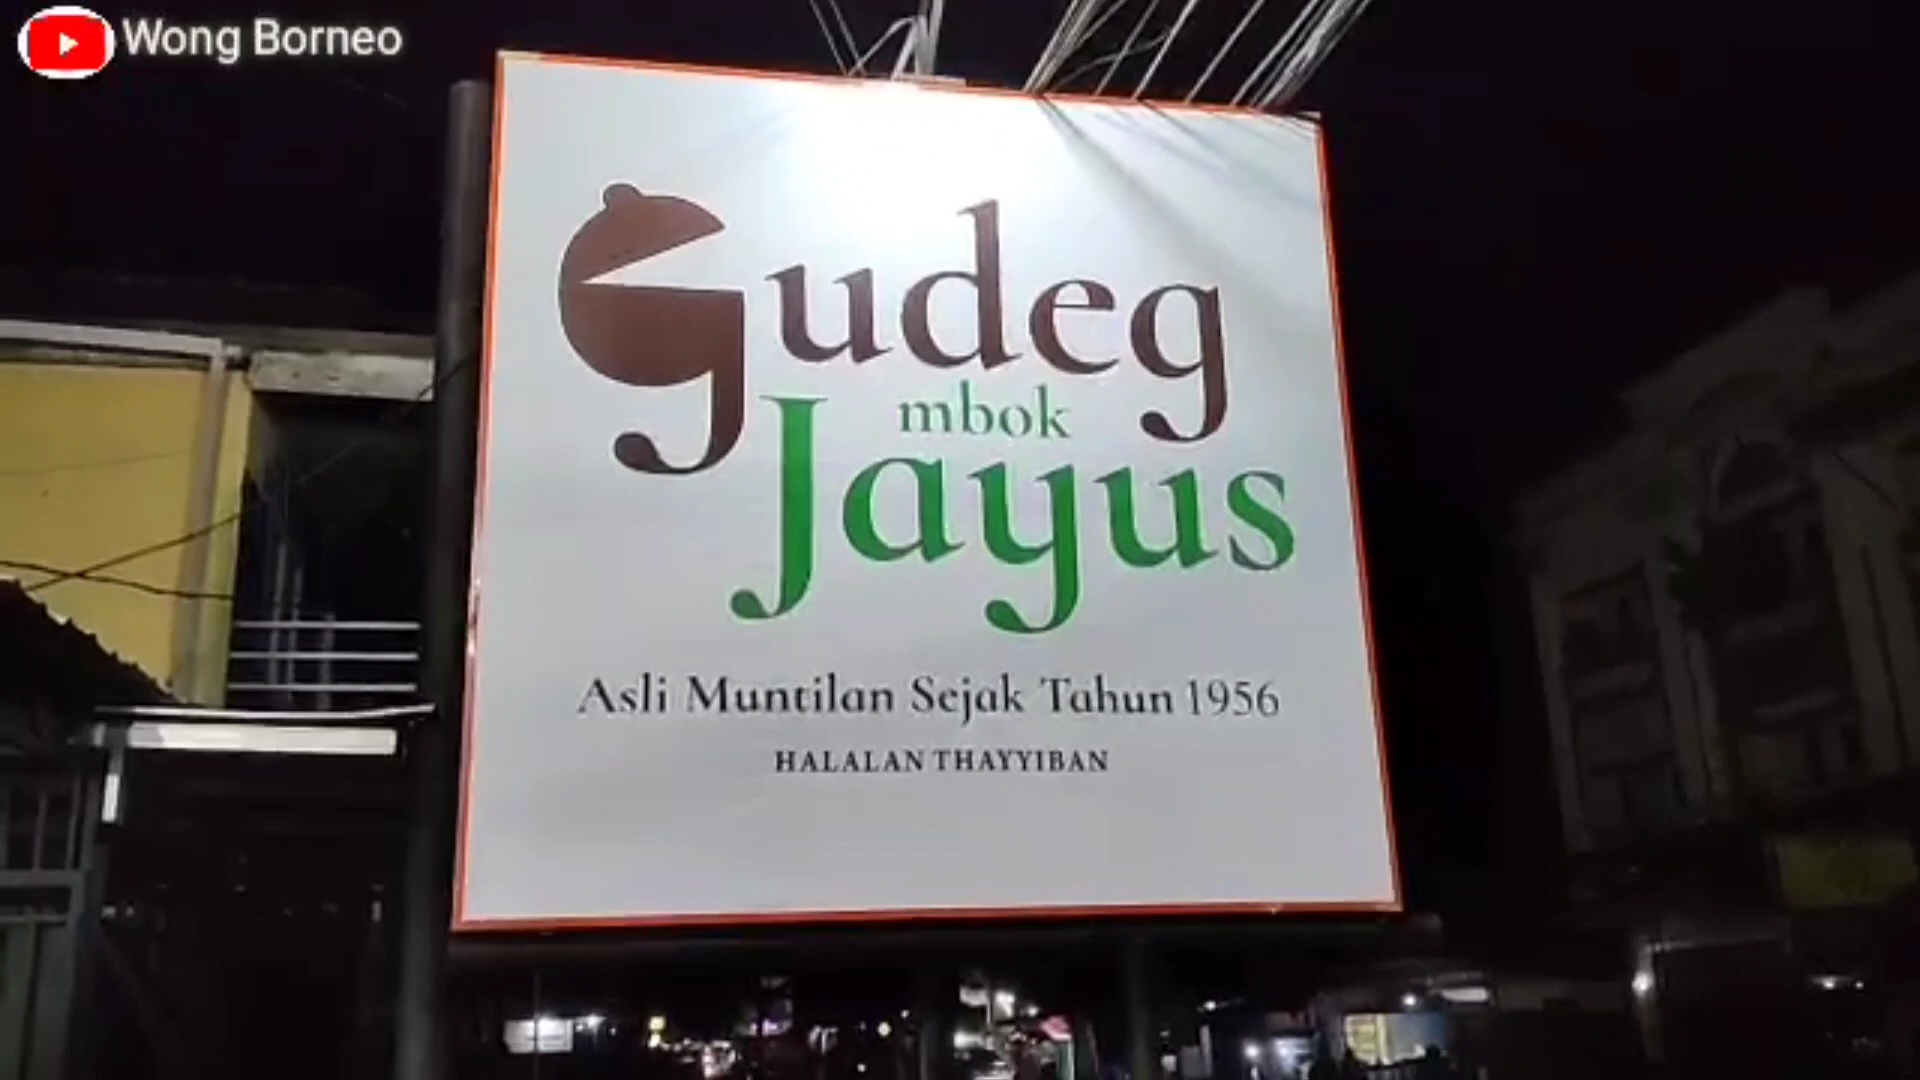 Wong Borneo
Gudeg
mbok
Jayus
Asli Muntilan Sejak Tahun 1956
HALALAN THAYYIBAN